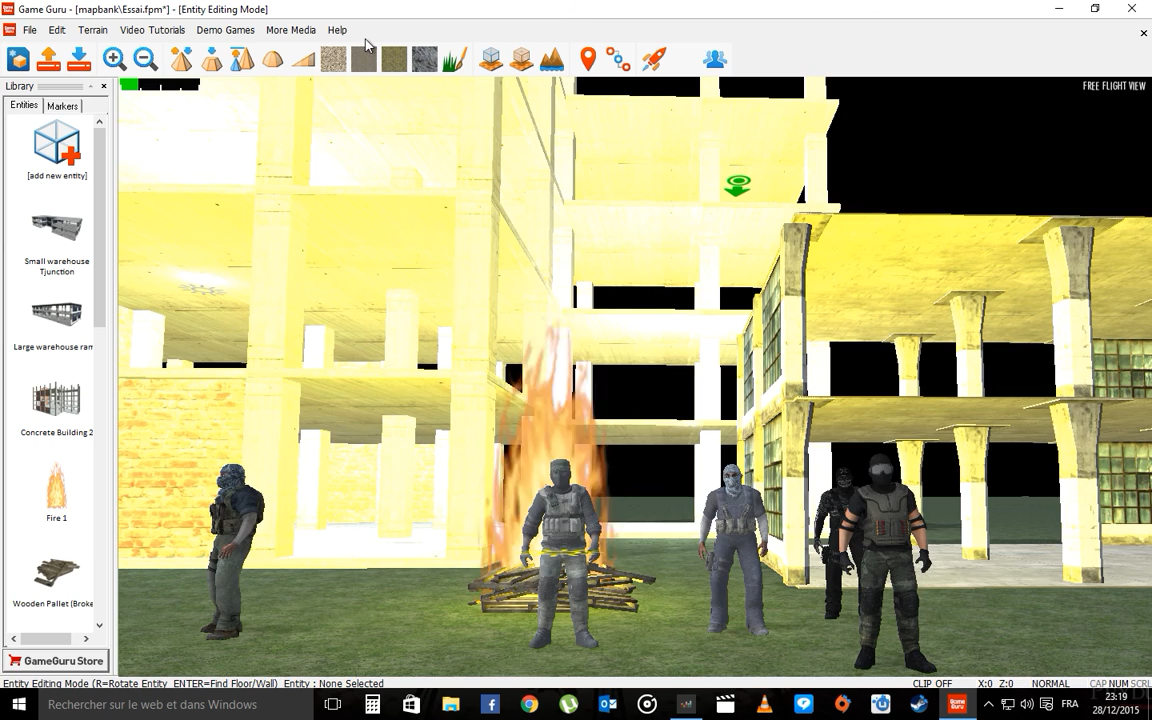 Game Guru - [mapbank\Essai.fpm*] - [Entity Editing Mode]
File Edit Terrain Video Tutorials Demo Games More Media Help
Library
Entities Markers
FREE FLIGHT VIEW
[add new entity]
Small warehouse
Tjunction
Large warehouse ram
Concrete Building 2
Fire 1
Wooden Pallet (Broke
GameGuru Store
Entity Editing Mode (R=Rotate Entity ENTER=Find Floor/Wall) Entity : None Selected
CLIP OFF X:0 Z:0 NORMAL CAP NUM SCRL
Rechercher sur le web et dans Windows
Game Guru
FRA
23:19
28/12/2015